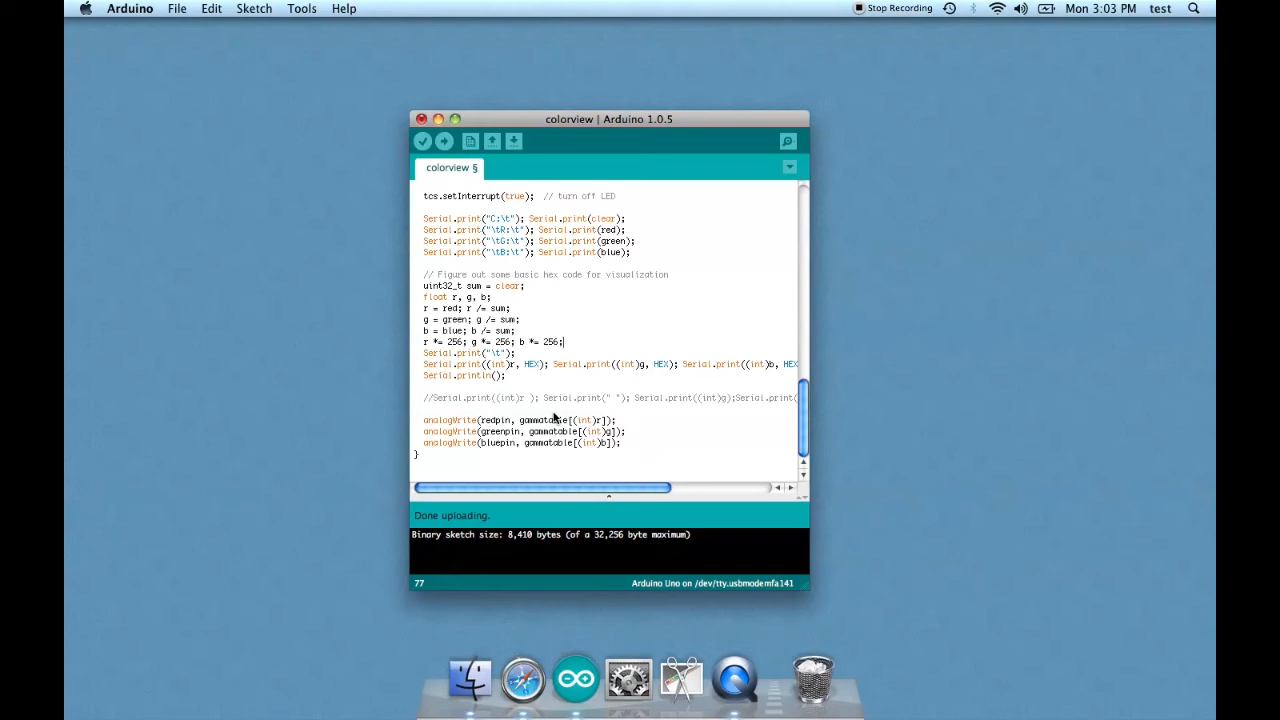 Arduino File Edit Sketch Tools Help Stop Recording Mon 3:03 PM test
colorview | Arduino 1.0.5
colorview §
tcs.setInterrupt(true);  // turn off LED
Serial.print("C:\t"); Serial.print(clear);
Serial.print("\tR:\t"); Serial.print(red);
Serial.print("\tG:\t"); Serial.print(green);
Serial.print("\tB:\t"); Serial.print(blue);
// Figure out some basic hex code for visualization
uint32_t sum = clear;
float r, g, b;
r = red; r /= sum;
g = green; g /= sum;
b = blue; b /= sum;
r *= 256; g *= 256; b *= 256;
Serial.print("\t");
Serial.print((int)r, HEX); Serial.print((int)g, HEX); Serial.print((int)b, HEX
Serial.println();
//Serial.print((int)r ); Serial.print(" "); Serial.print((int)g);Serial.print(
analogWrite(redpin, gammatable[(int)r]);
analogWrite(greenpin, gammatable[(int)g]);
analogWrite(bluepin, gammatable[(int)b]);
}
Done uploading.
Binary sketch size: 8,410 bytes (of a 32,256 byte maximum)
77 Arduino Uno on /dev/tty.usbmodemfa141